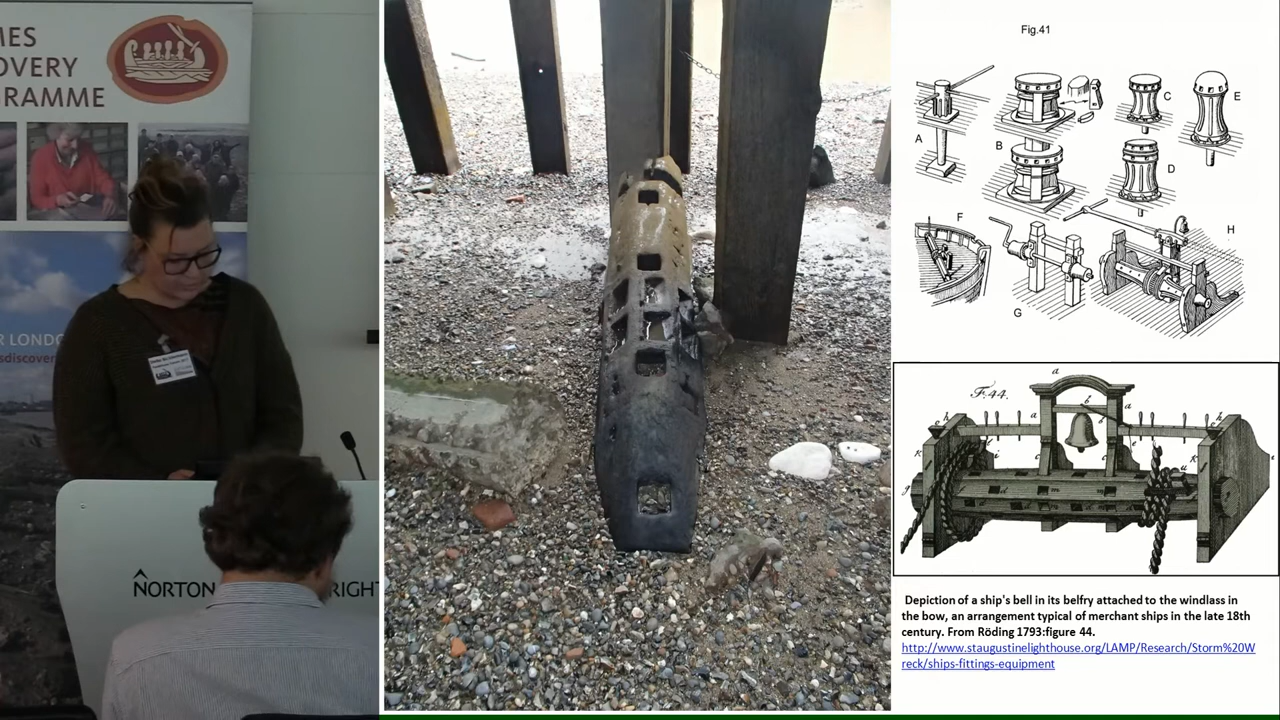 MES
OVERY
RAMME
R LONDO
sdiscover
NORTON
RIGHT
Fig.41
A
B
C
D
E
F
G
H
F.44.
Depiction of a ship's bell in its belfry attached to the windlass in
the bow, an arrangement typical of merchant ships in the late 18th
century. From Röding 1793:figure 44.
http://www.staugustinelighthouse.org/LAMP/Research/Storm%20W
reck/ships-fittings-equipment